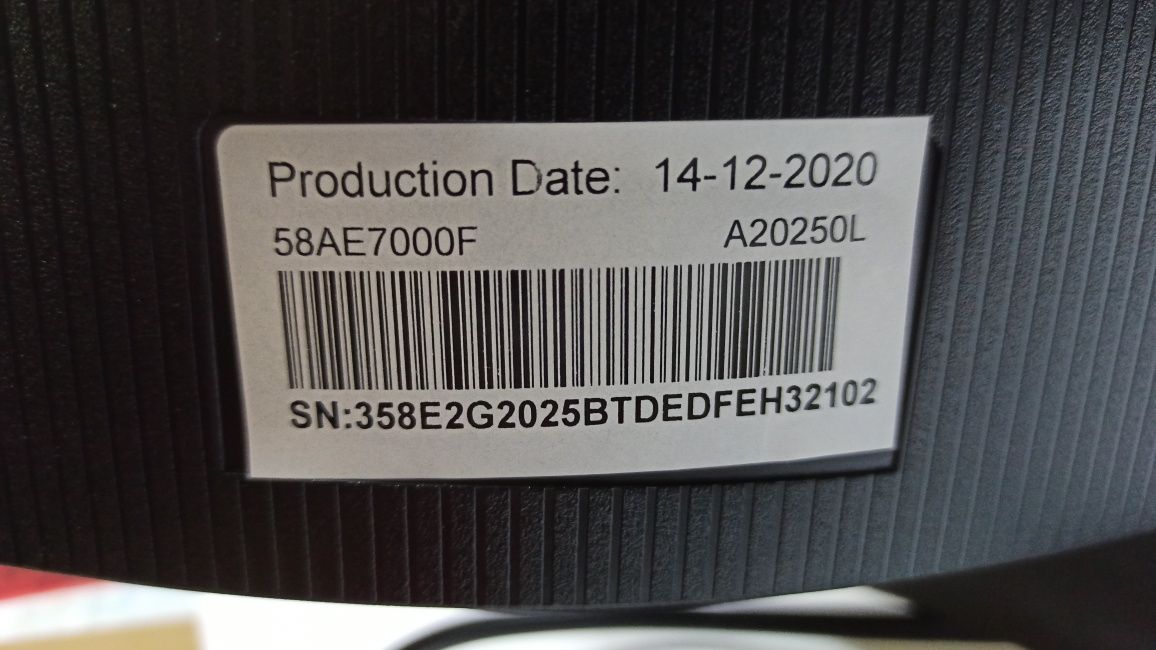 Production Date: 14-12-2020
58AE7000F A20250L
SN:358E2G2025BTDEDFEH32102